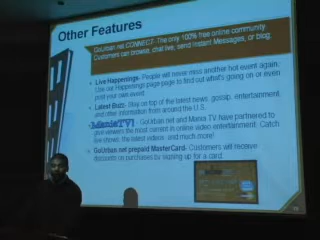 Other Features
GoUrban.net CONNECT- The only 100% free online community.
Customers can browse, chat live, send Instant Messages, or blog.
Live Happenings- People will never miss another hot event again.
Use our Happenings page to find out what's going on or even
post your own event.
Latest Buzz- Stay on top of the latest news, gossip, entertainment
and other information from around the U.S.
ManiaTV!- GoUrban.net and Mania TV have partnered to
give viewers the most current in online video entertainment. Catch
live shows, the latest videos, and much more!
GoUrban.net prepaid MasterCard- Customers will receive
discounts on purchases by signing up for a card.